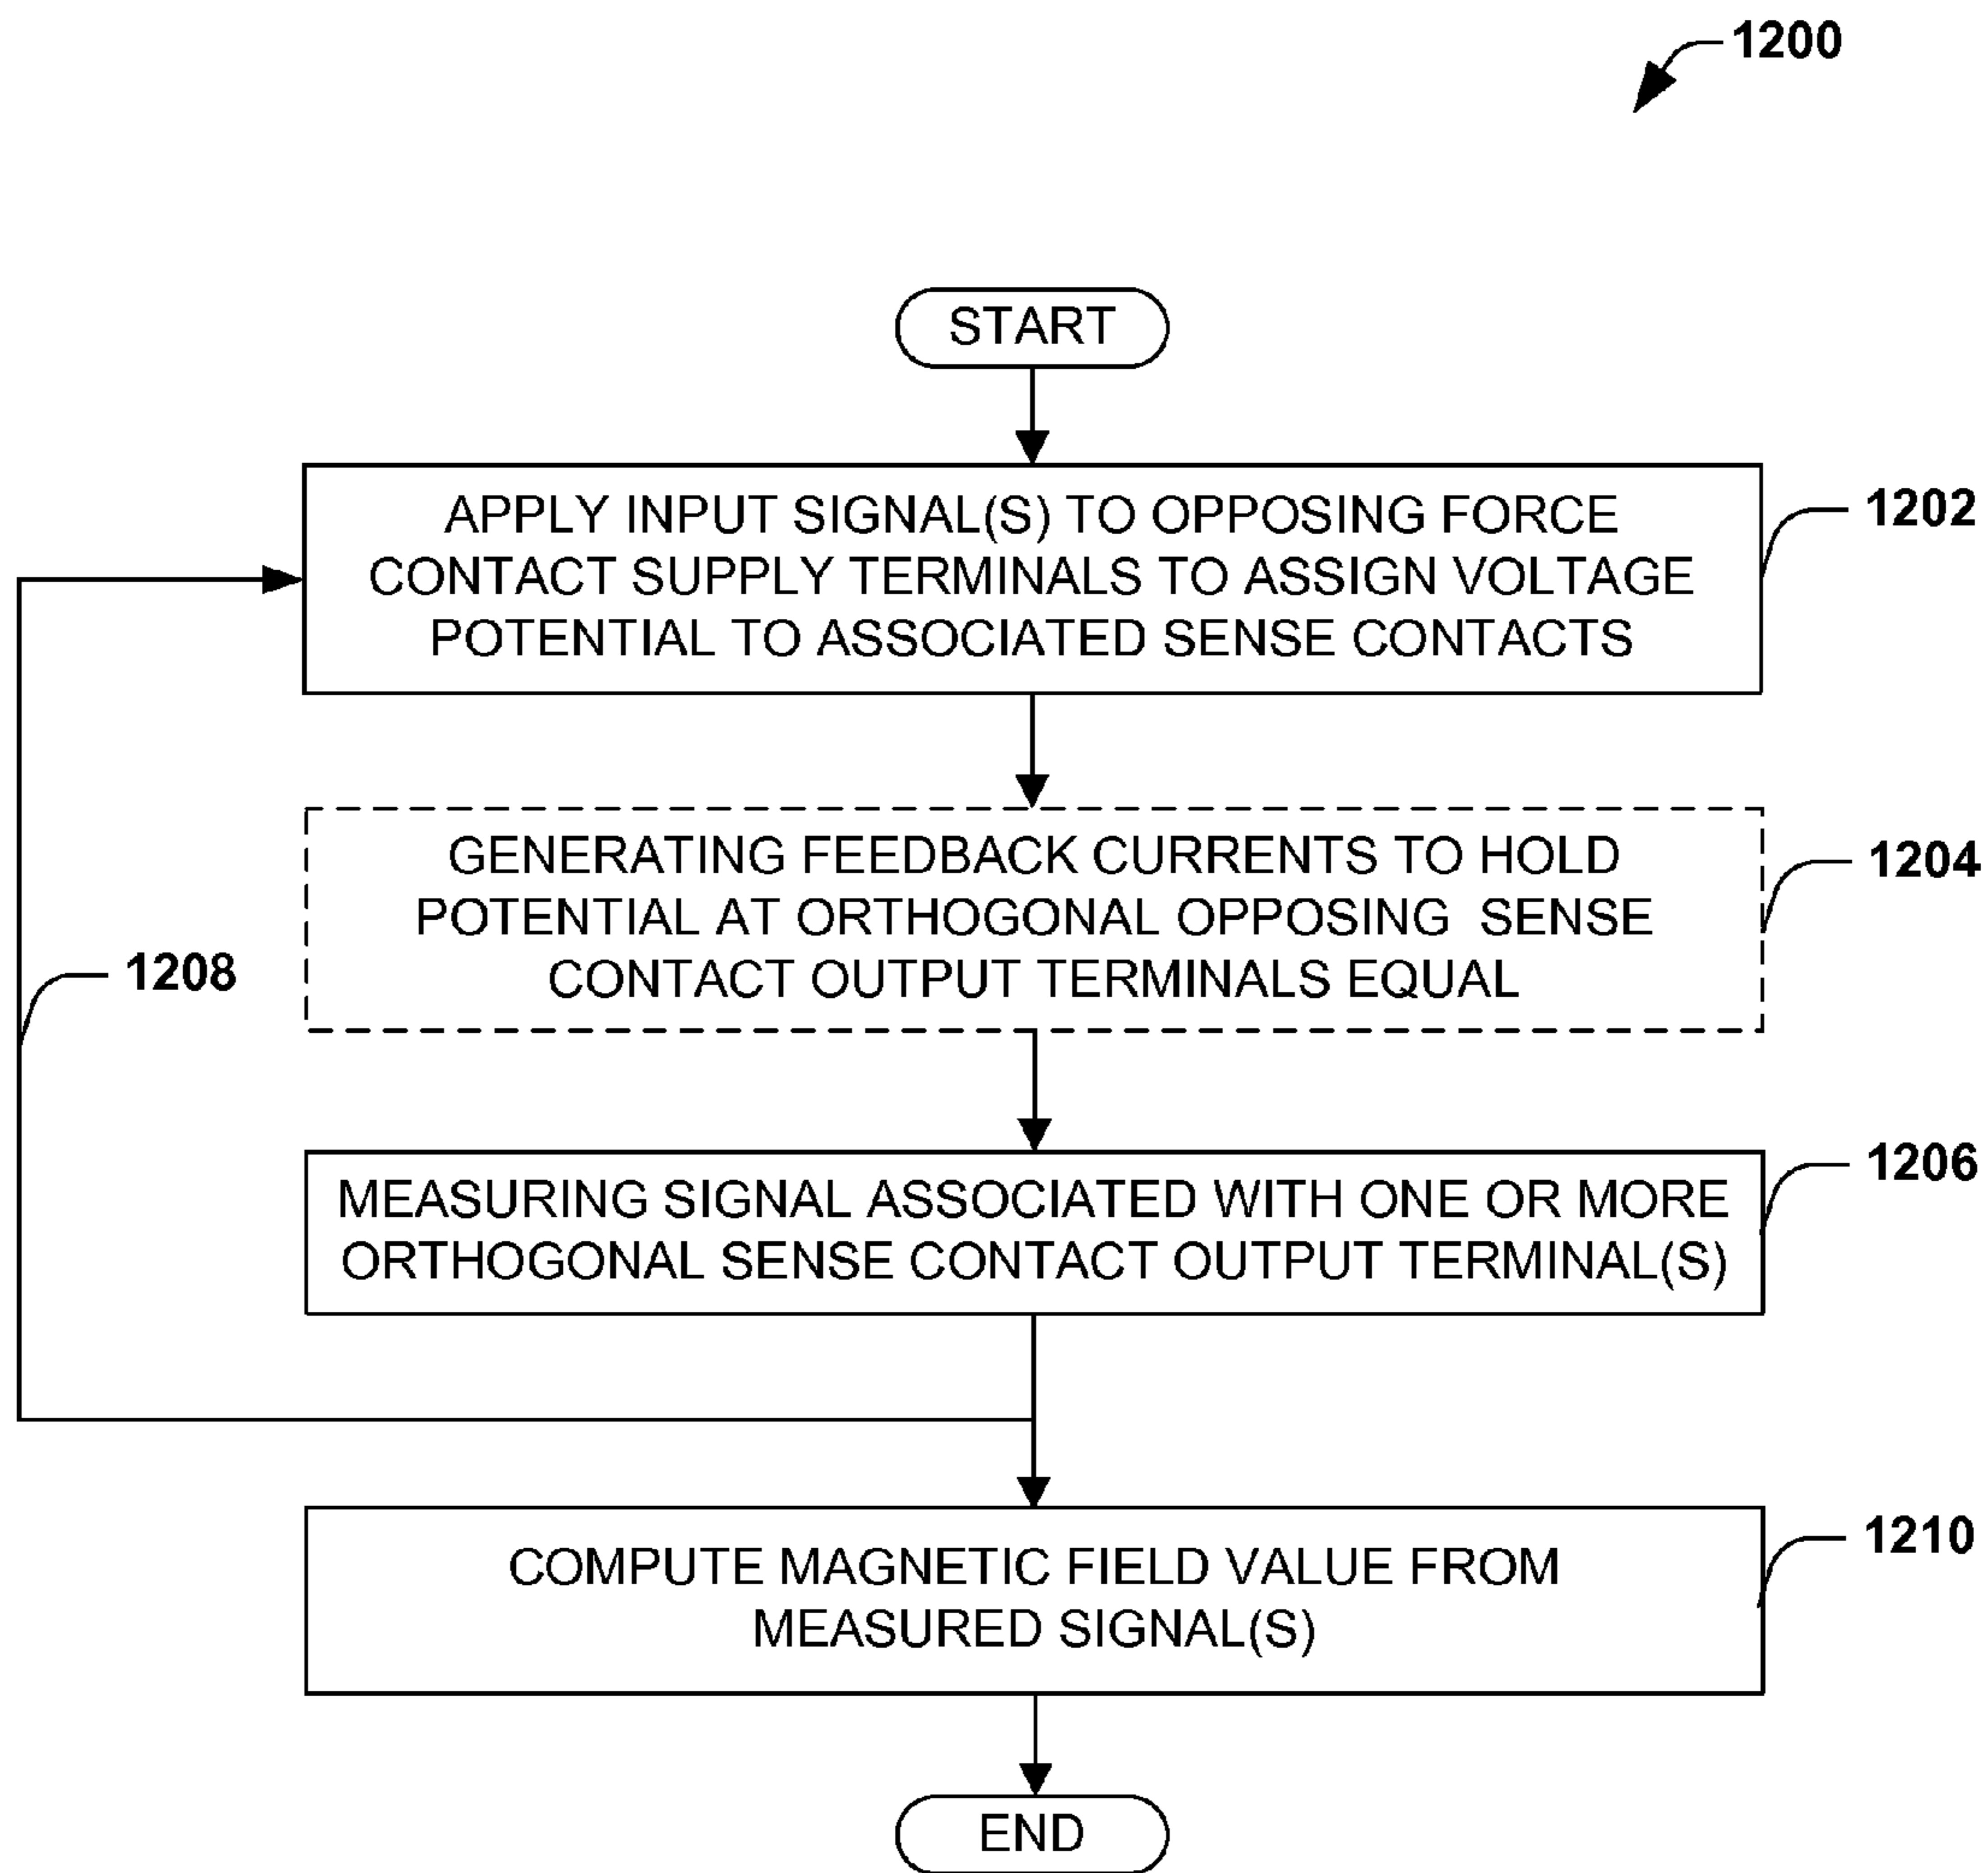 1200
START
APPLY INPUT SIGNAL(S) TO OPPOSING FORCE
CONTACT SUPPLY TERMINALS TO ASSIGN VOLTAGE
POTENTIAL TO ASSOCIATED SENSE CONTACTS
1202
GENERATING FEEDBACK CURRENTS TO HOLD
POTENTIAL AT ORTHOGONAL OPPOSING SENSE
CONTACT OUTPUT TERMINALS EQUAL
1204
1208
MEASURING SIGNAL ASSOCIATED WITH ONE OR MORE
ORTHOGONAL SENSE CONTACT OUTPUT TERMINAL(S)
1206
COMPUTE MAGNETIC FIELD VALUE FROM
MEASURED SIGNAL(S)
1210
END